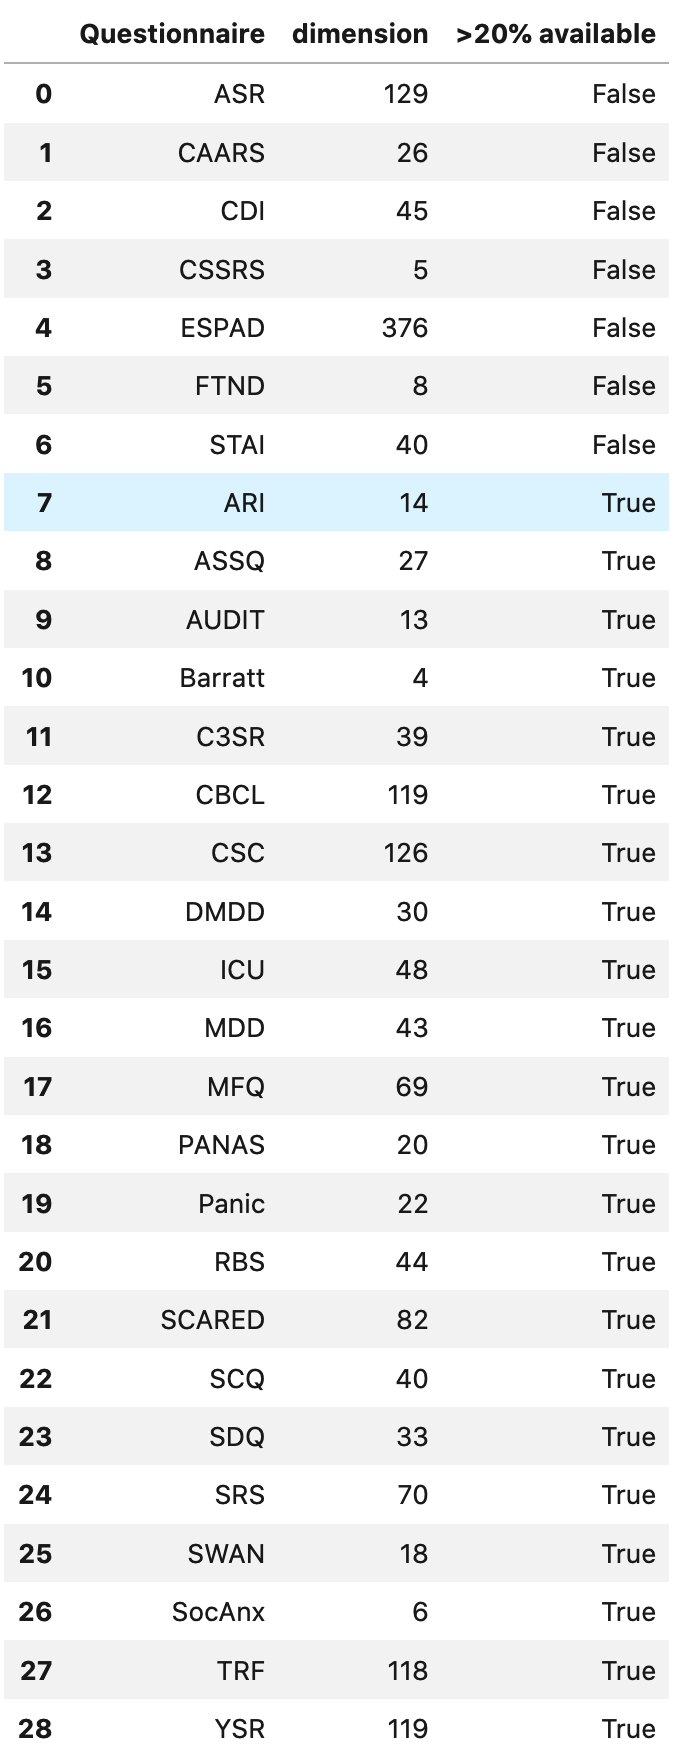 Questionnaire dimension >20% available
0 ASR 129 False
1 CAARS 26 False
2 CDI 45 False
3 CSSRS 5 False
4 ESPAD 376 False
5 FTND 8 False
6 STAI 40 False
7 ARI 14 True
8 ASSQ 27 True
9 AUDIT 13 True
10 Barratt 4 True
11 C3SR 39 True
12 CBCL 119 True
13 CSC 126 True
14 DMDD 30 True
15 ICU 48 True
16 MDD 43 True
17 MFQ 69 True
18 PANAS 20 True
19 Panic 22 True
20 RBS 44 True
21 SCARED 82 True
22 SCQ 40 True
23 SDQ 33 True
24 SRS 70 True
25 SWAN 18 True
26 SocAnx 6 True
27 TRF 118 True
28 YSR 119 True